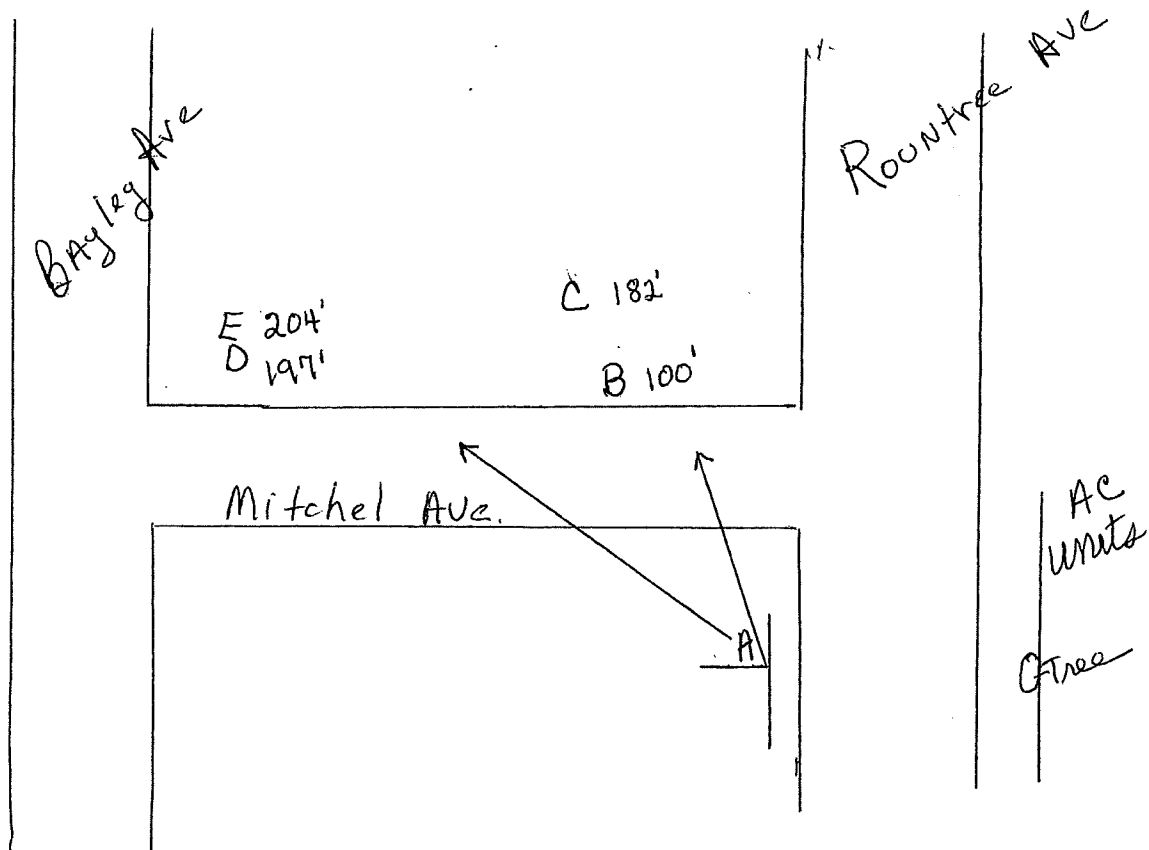 Bayley Ave
Rountree Ave
C 182'
E 204'
D 197'
B 100'
Mitchel Ave.
AC
units
A
Tree